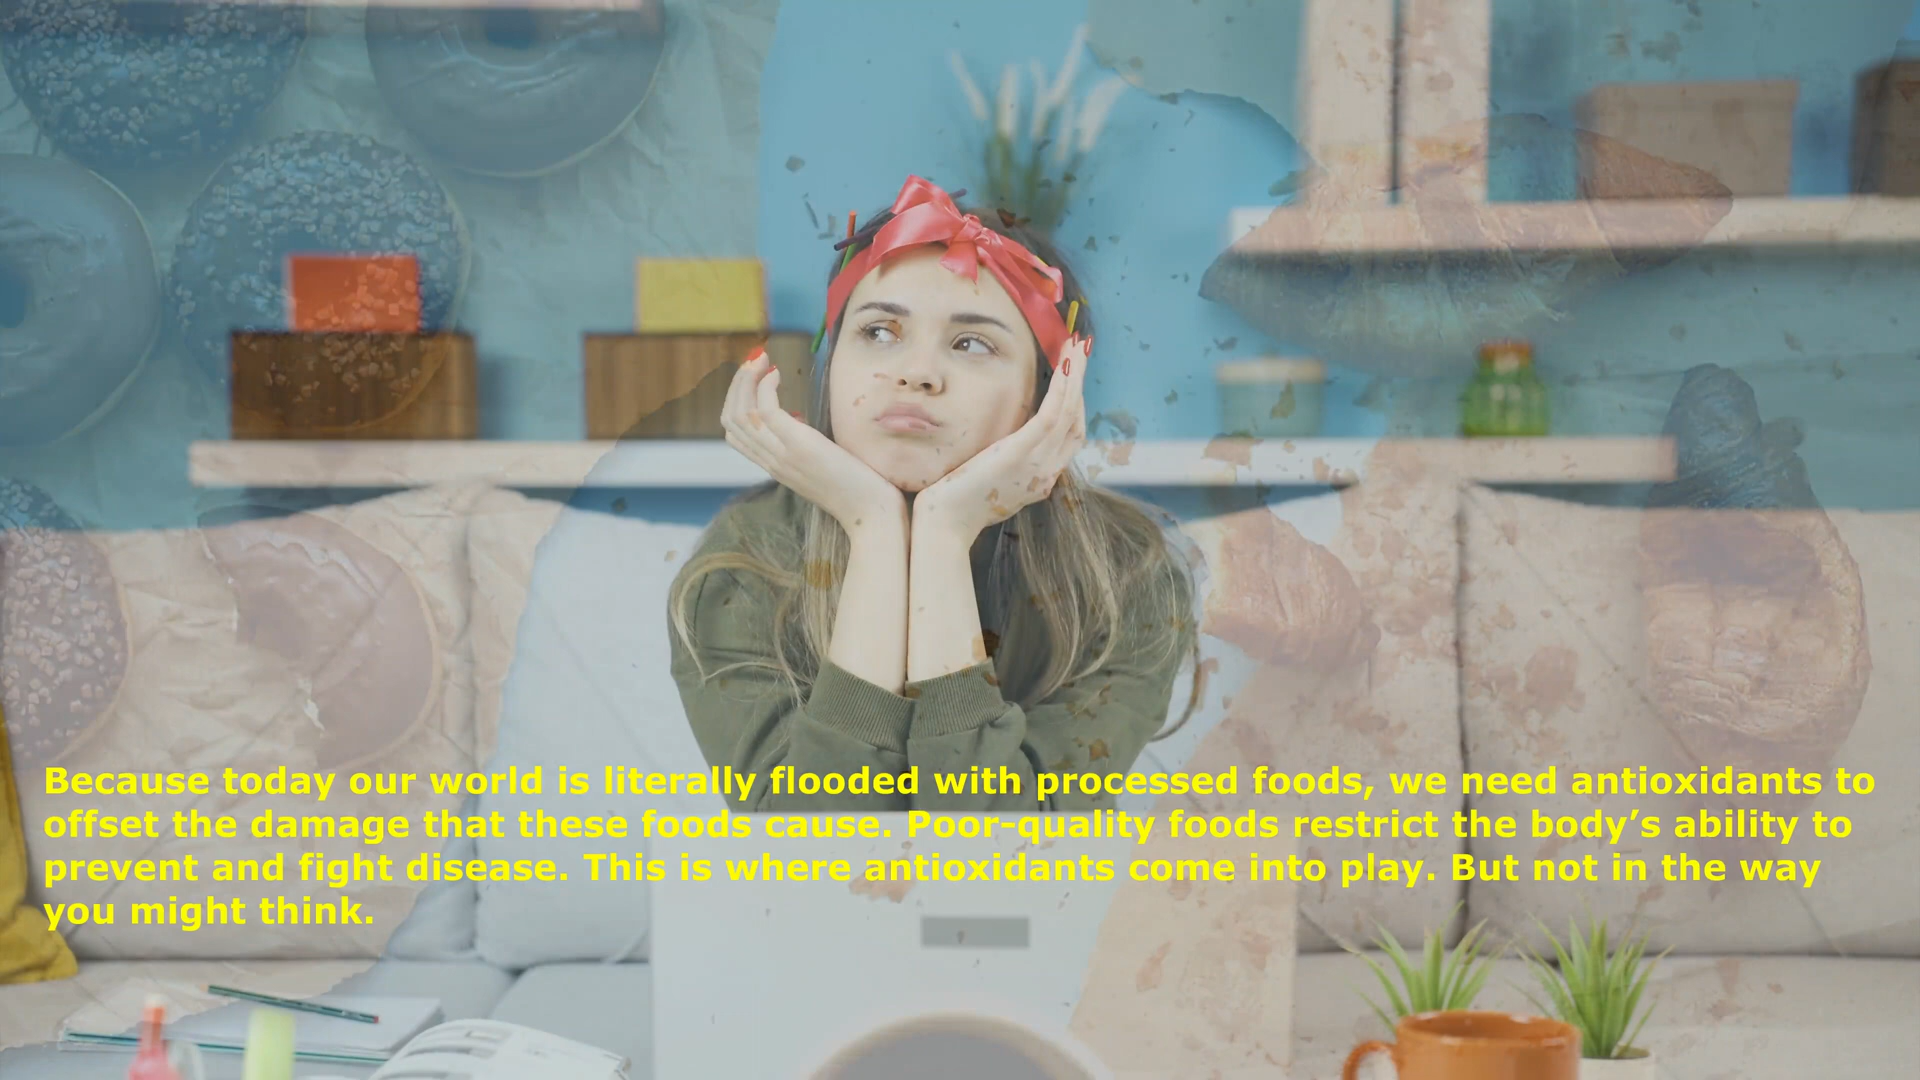 Because today our world is literally flooded with processed foods, we need antioxidants to
offset the damage that these foods cause. Poor-quality foods restrict the body’s ability to
prevent and fight disease. This is where antioxidants come into play. But not in the way
you might think.